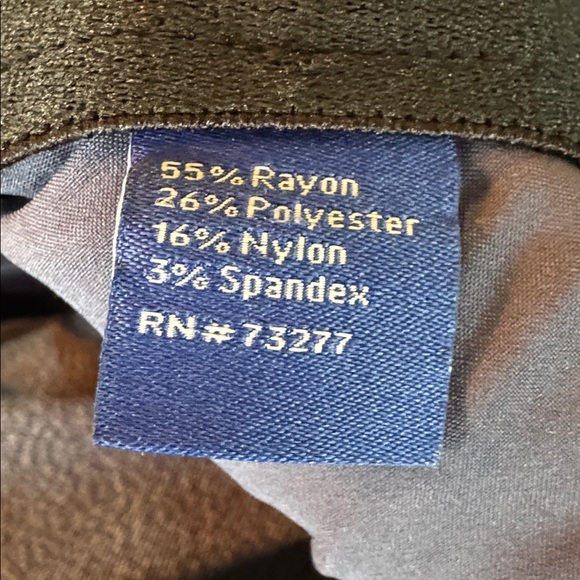 55% Rayon
26% Polyester
16% Nylon
3% Spandex
RN# 73277